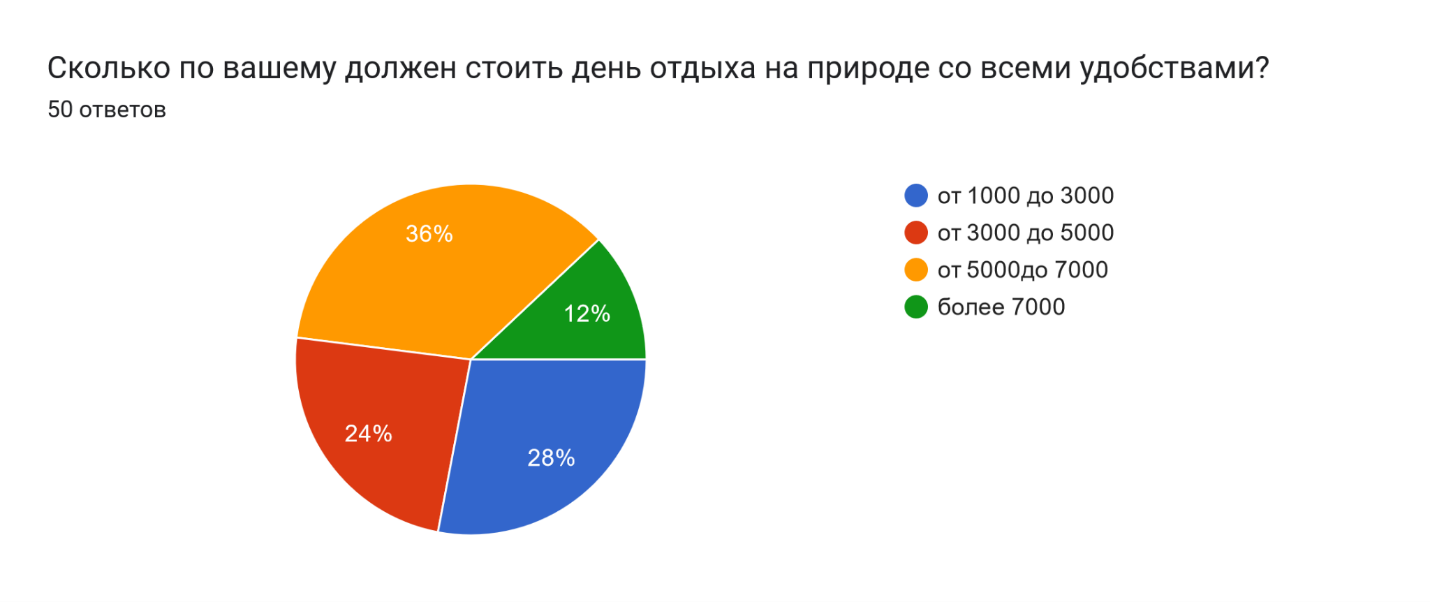 Сколько по вашему должен стоить день отдыха на природе со всеми удобствами?
50 ответов
36%
12%
24%
28%
от 1000 до 3000
от 3000 до 5000
от 5000до 7000
более 7000